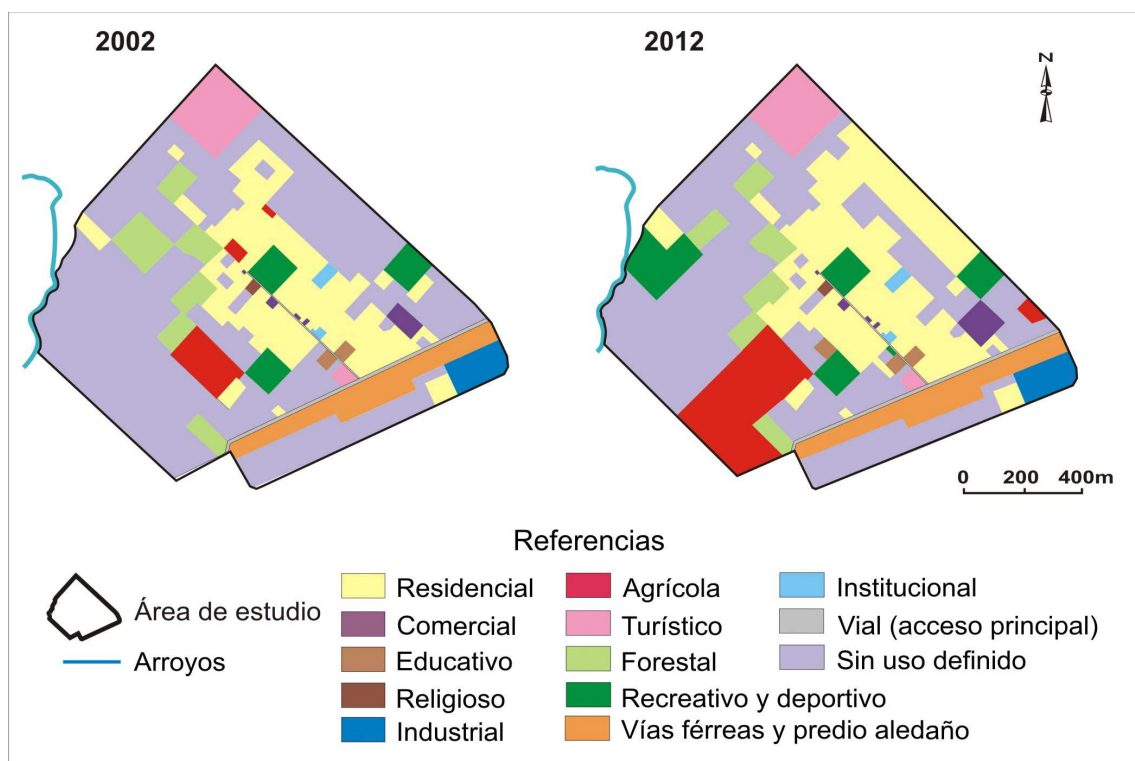 2002
2012
N
0 200 400m
Referencias
Área de estudio
Arroyos
Residencial
Comercial
Educativo
Religioso
Industrial
Agrícola
Turístico
Forestal
Recreativo y deportivo
Vías férreas y predio aledaño
Institucional
Vial (acceso principal)
Sin uso definido